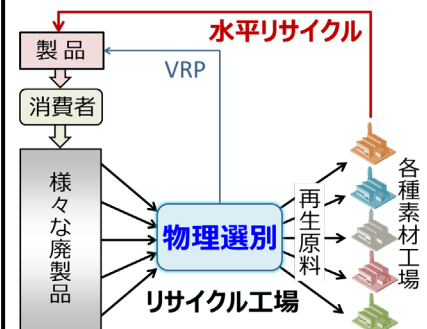 水平リサイクル
製品
VRP
消費者
様々な廃製品
物理選別
再生原料
各種素材工場
リサイクル工場